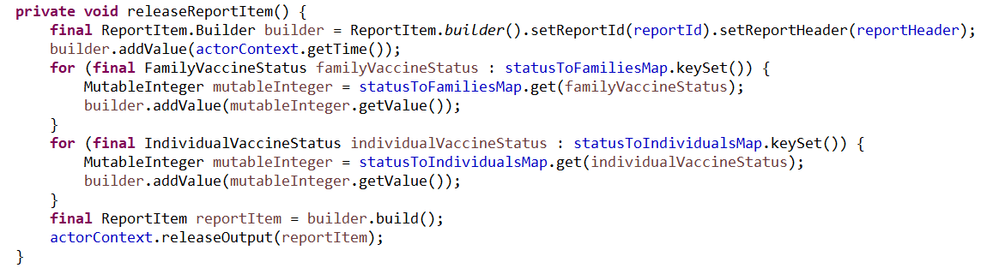 private void releaseReportItem() {
    final ReportItem.Builder builder = ReportItem.builder().setReportId(reportId).setReportHeader(reportHeader);
    builder.addValue(actorContext.getTime());
    for (final FamilyVaccineStatus familyVaccineStatus : statusToFamiliesMap.keySet()) {
        MutableInteger mutableInteger = statusToFamiliesMap.get(familyVaccineStatus);
        builder.addValue(mutableInteger.getValue());
    }
    for (final IndividualVaccineStatus individualVaccineStatus : statusToIndividualsMap.keySet()) {
        MutableInteger mutableInteger = statusToIndividualsMap.get(individualVaccineStatus);
        builder.addValue(mutableInteger.getValue());
    }
    final ReportItem reportItem = builder.build();
    actorContext.releaseOutput(reportItem);
}